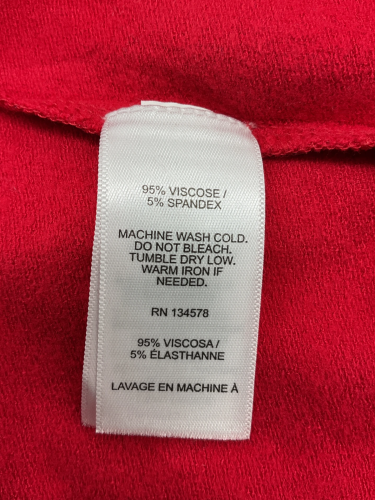 95% VISCOSE /
5% SPANDEX
MACHINE WASH COLD.
DO NOT BLEACH.
TUMBLE DRY LOW.
WARM IRON IF
NEEDED.
RN 134578
95% VISCOSA /
5% ÉLASTHANNE
LAVAGE EN MACHINE À